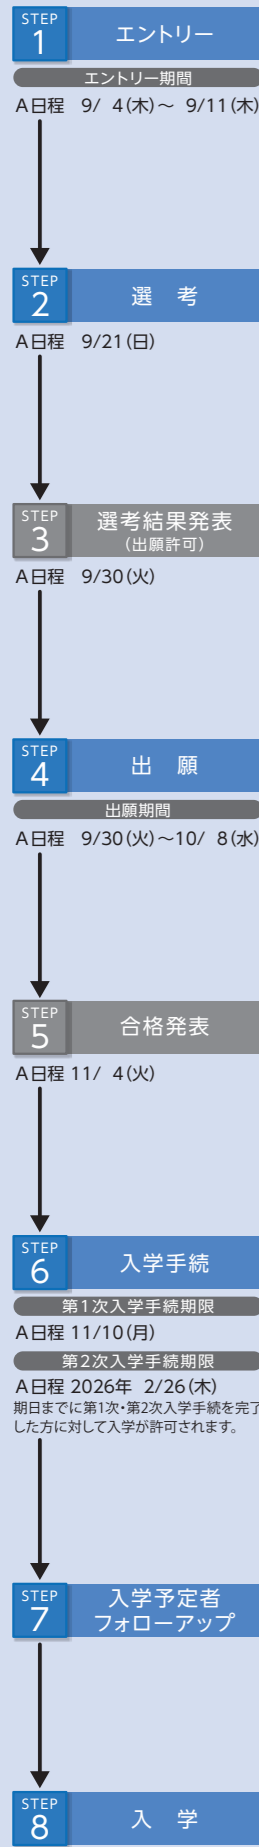 STEP
1
エントリー
エントリー期間
A日程 9/ 4(木)〜 9/11(木)
STEP
2
選 考
A日程 9/21(日)
STEP
3
選考結果発表
(出願許可)
A日程 9/30(火)
STEP
4
出 願
出願期間
A日程 9/30(火)〜10/ 8(水)
STEP
5
合格発表
A日程 11/ 4(火)
STEP
6
入学手続
第1次入学手続期限
A日程 11/10(月)
第2次入学手続期限
A日程 2026年 2/26(木)
期日までに第1次・第2次入学手続を完了
した方に対して入学が許可されます。
STEP
7
入学予定者
フォローアップ
STEP
8
入 学